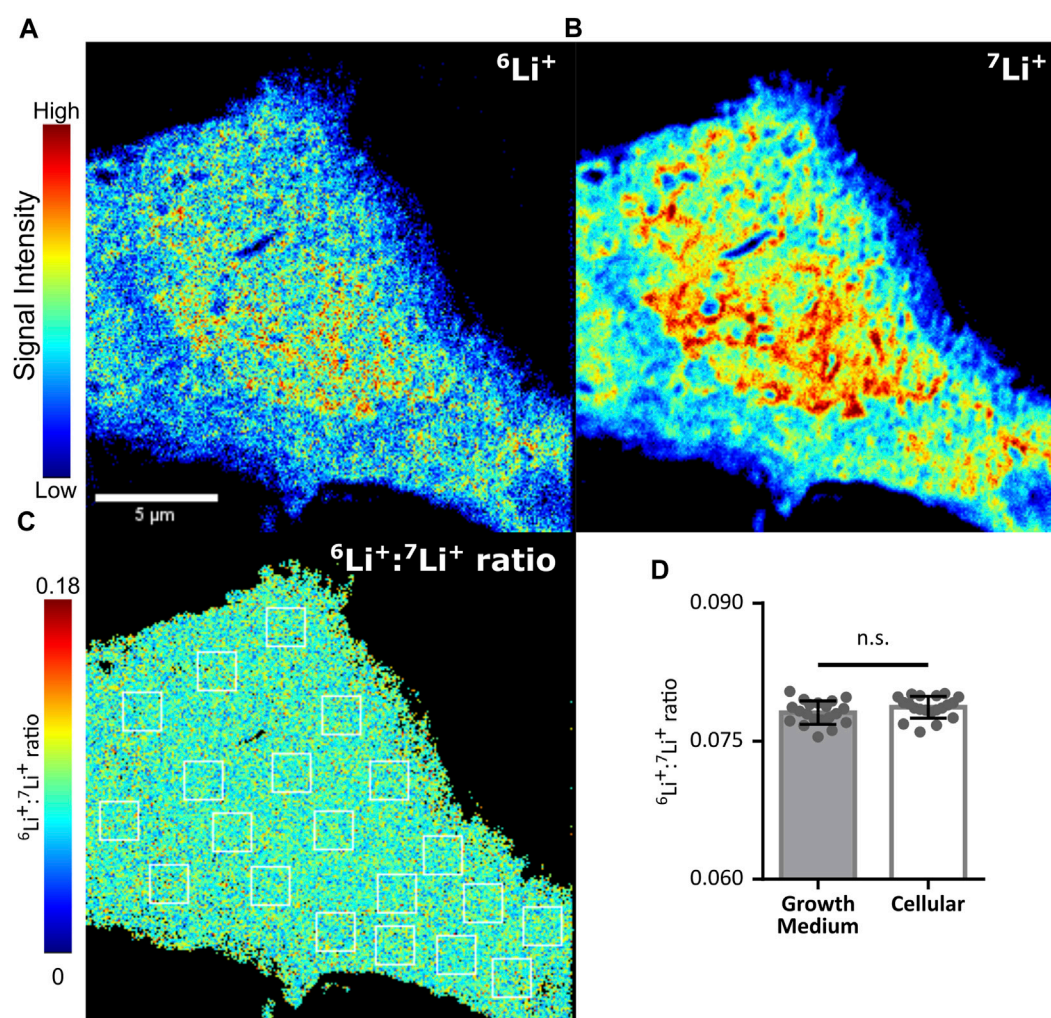 A
B
⁶Li⁺
⁷Li⁺
High
Signal Intensity
Low
5 µm
C
⁶Li⁺:⁷Li⁺ ratio
0.18
⁶Li⁺:⁷Li⁺ ratio
0
D
0.090
n.s.
⁶Li⁺:⁷Li⁺ ratio
0.075
0.060
Growth
Medium
Cellular